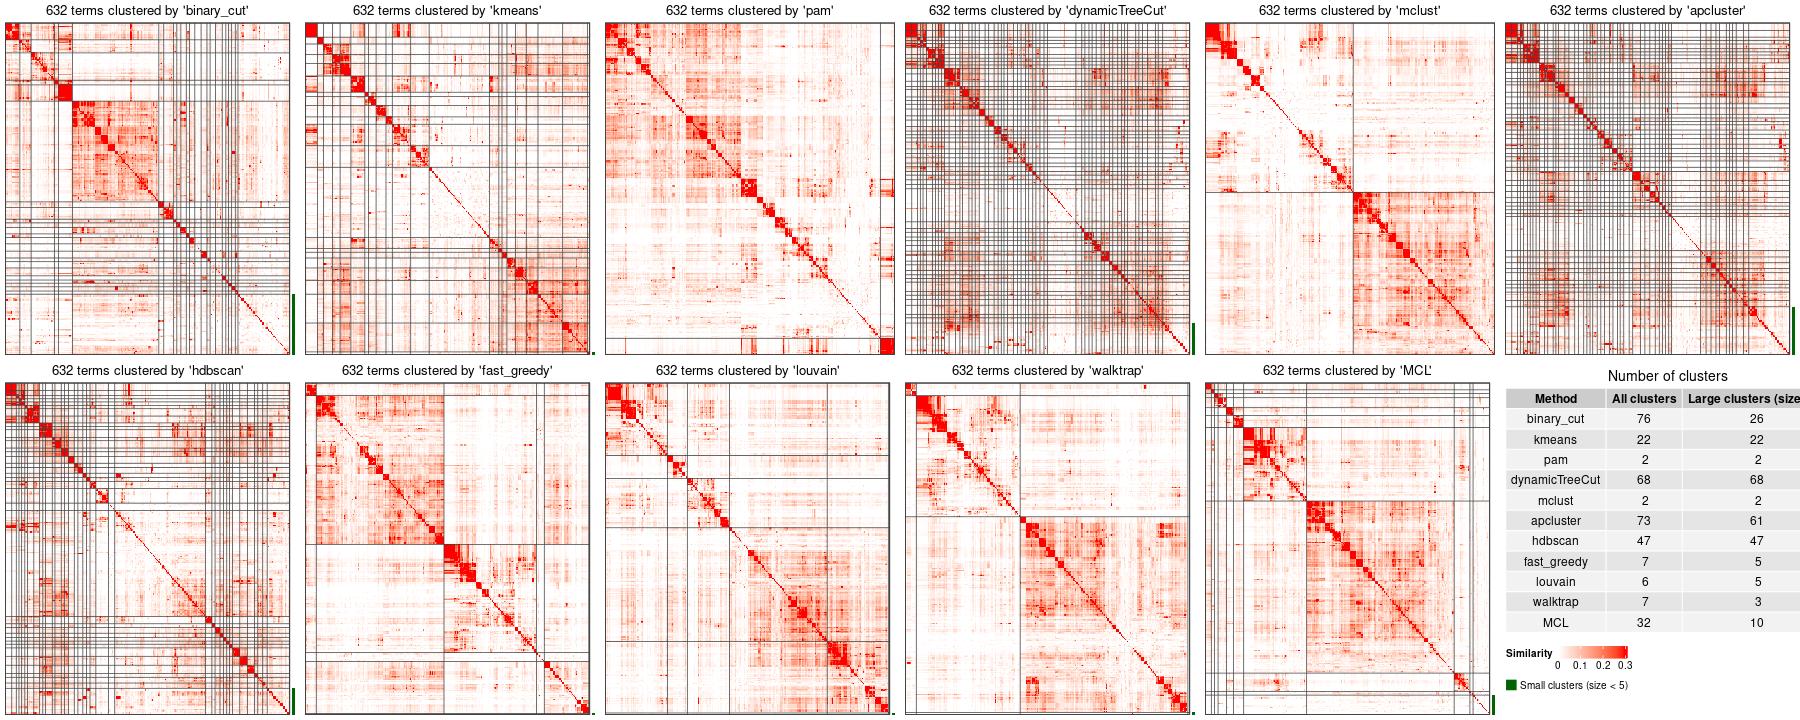 632 terms clustered by 'binary_cut'
632 terms clustered by 'kmeans'
632 terms clustered by 'pam'
632 terms clustered by 'dynamicTreeCut'
632 terms clustered by 'mclust'
632 terms clustered by 'apcluster'
632 terms clustered by 'hdbscan'
632 terms clustered by 'fast_greedy'
632 terms clustered by 'louvain'
632 terms clustered by 'walktrap'
632 terms clustered by 'MCL'
Number of clusters
Method All clusters Large clusters (size
binary_cut 76 26
kmeans 22 22
pam 2 2
dynamicTreeCut 68 68
mclust 2 2
apcluster 73 61
hdbscan 47 47
fast_greedy 7 5
louvain 6 5
walktrap 7 3
MCL 32 10
Similarity
0 0.1 0.2 0.3
Small clusters (size < 5)